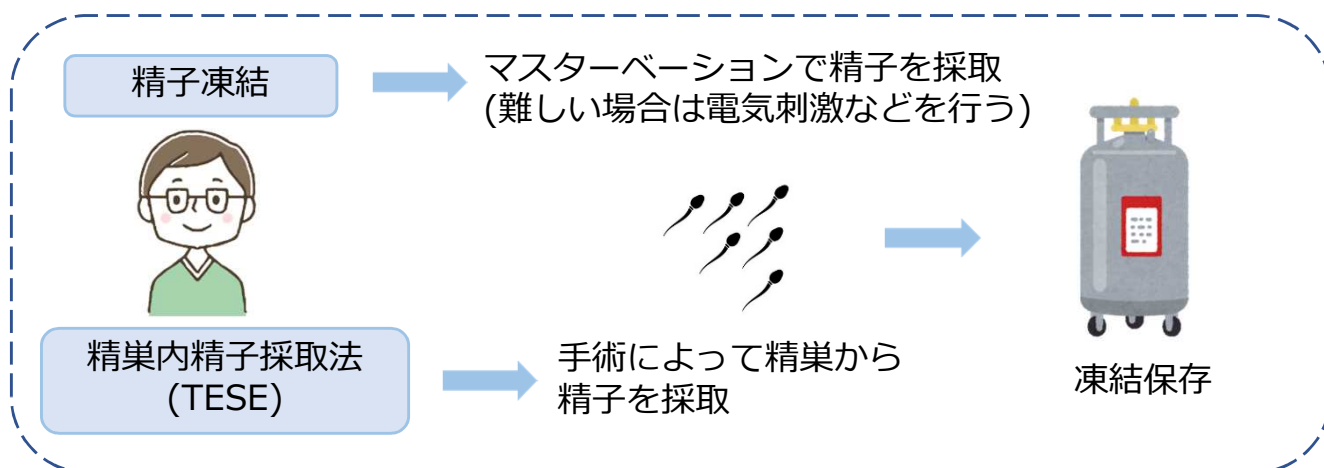 精子凍結
マスターベーションで精子を採取
(難しい場合は電気刺激などを行う)
精巣内精子採取法
(TESE)
手術によって精巣から
精子を採取
凍結保存